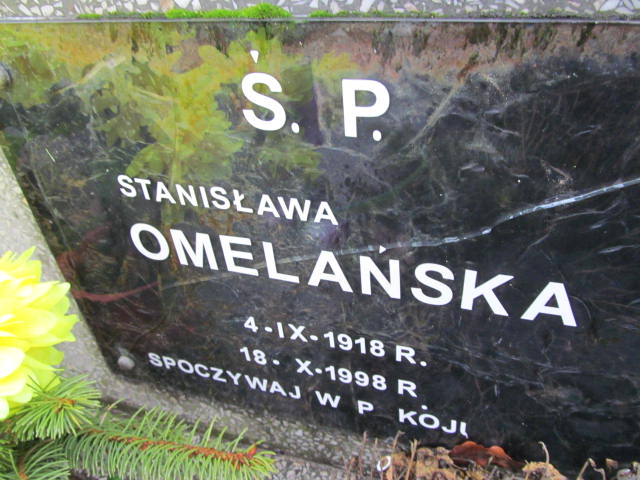 Ś. P.
STANISŁAWA
OMELAŃSKA
4-IX-1918 R.
18- X-1998 R.
SPOCZYWAJ W P KOJU